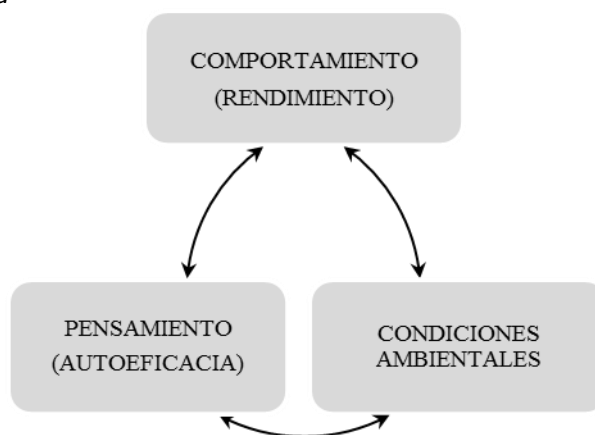 COMPORTAMIENTO
(RENDIMIENTO)
PENSAMIENTO
(AUTOEFICACIA)
CONDICIONES
AMBIENTALES